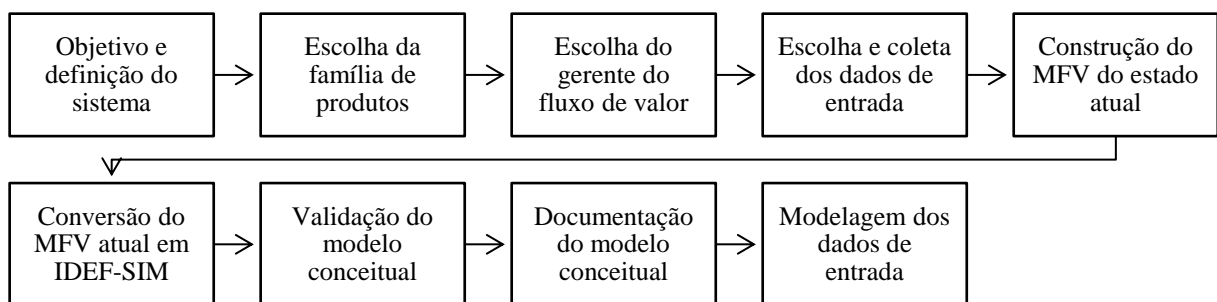 Objetivo e
definição do
sistema
Escolha da
família de
produtos
Escolha do
gerente do
fluxo de valor
Escolha e coleta
dos dados de
entrada
Construção do
MFV do estado
atual
Conversão do
MFV atual em
IDEF-SIM
Validação do
modelo
conceitual
Documentação
do modelo
conceitual
Modelagem dos
dados de
entrada